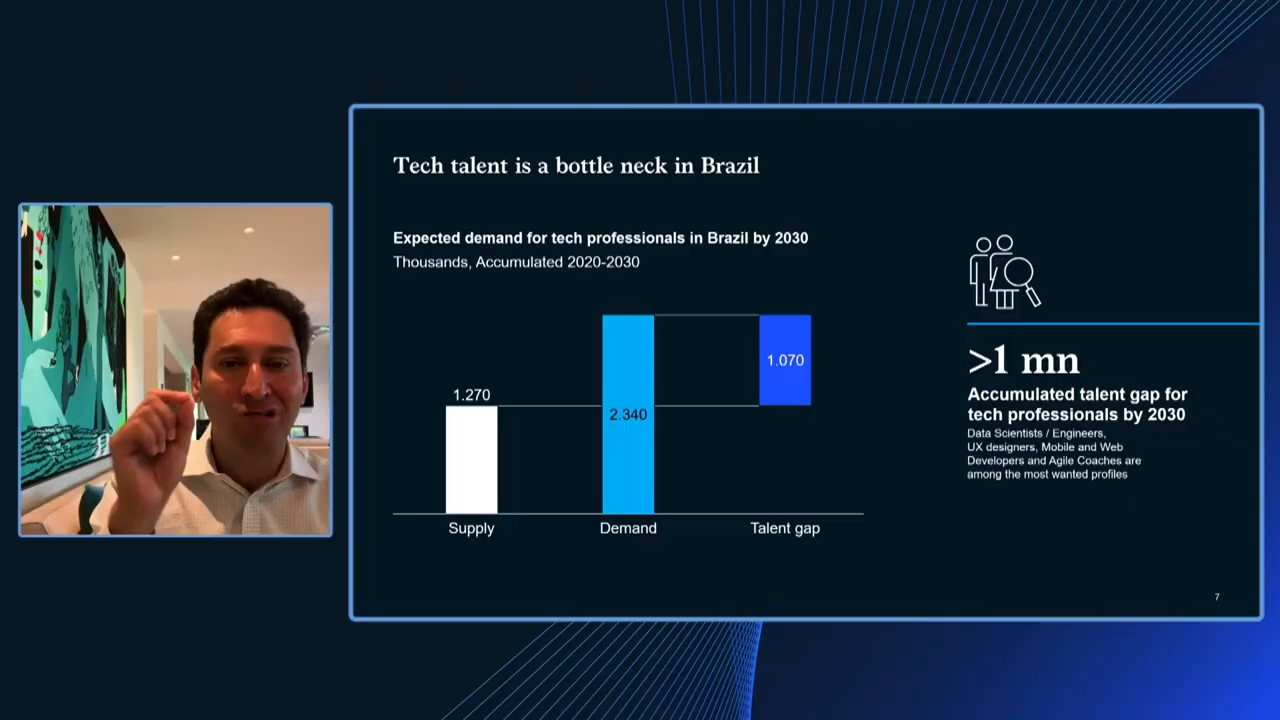 Tech talent is a bottle neck in Brazil
Expected demand for tech professionals in Brazil by 2030
Thousands, Accumulated 2020-2030
1.270
2.340
1.070
Supply
Demand
Talent gap
>1 mn
Accumulated talent gap for
tech professionals by 2030
Data Scientists / Engineers,
UX designers, Mobile and Web
Developers and Agile Coaches are
among the most wanted profiles
7